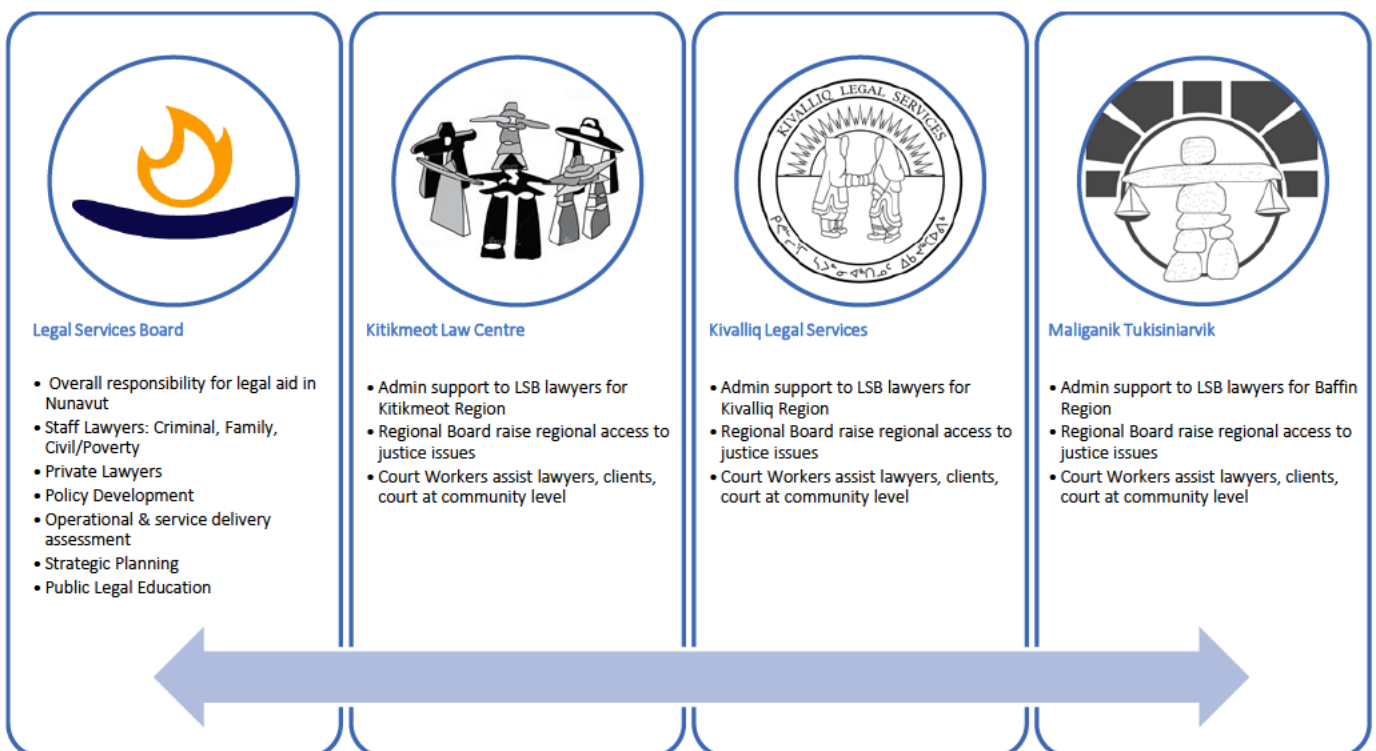 KIVALLIQ LEGAL SERVICES
Legal Services Board
• Overall responsibility for legal aid in
Nunavut
• Staff Lawyers: Criminal, Family,
Civil/Poverty
• Private Lawyers
• Policy Development
• Operational & service delivery
assessment
• Strategic Planning
• Public Legal Education
Kitikmeot Law Centre
• Admin support to LSB lawyers for
Kitikmeot Region
• Regional Board raise regional access to
justice issues
• Court Workers assist lawyers, clients,
court at community level
Kivalliq Legal Services
• Admin support to LSB lawyers for
Kivalliq Region
• Regional Board raise regional access to
justice issues
• Court Workers assist lawyers, clients,
court at community level
Maliganik Tukisiniarvik
• Admin support to LSB lawyers for Baffin
Region
• Regional Board raise regional access to
justice issues
• Court Workers assist lawyers, clients,
court at community level